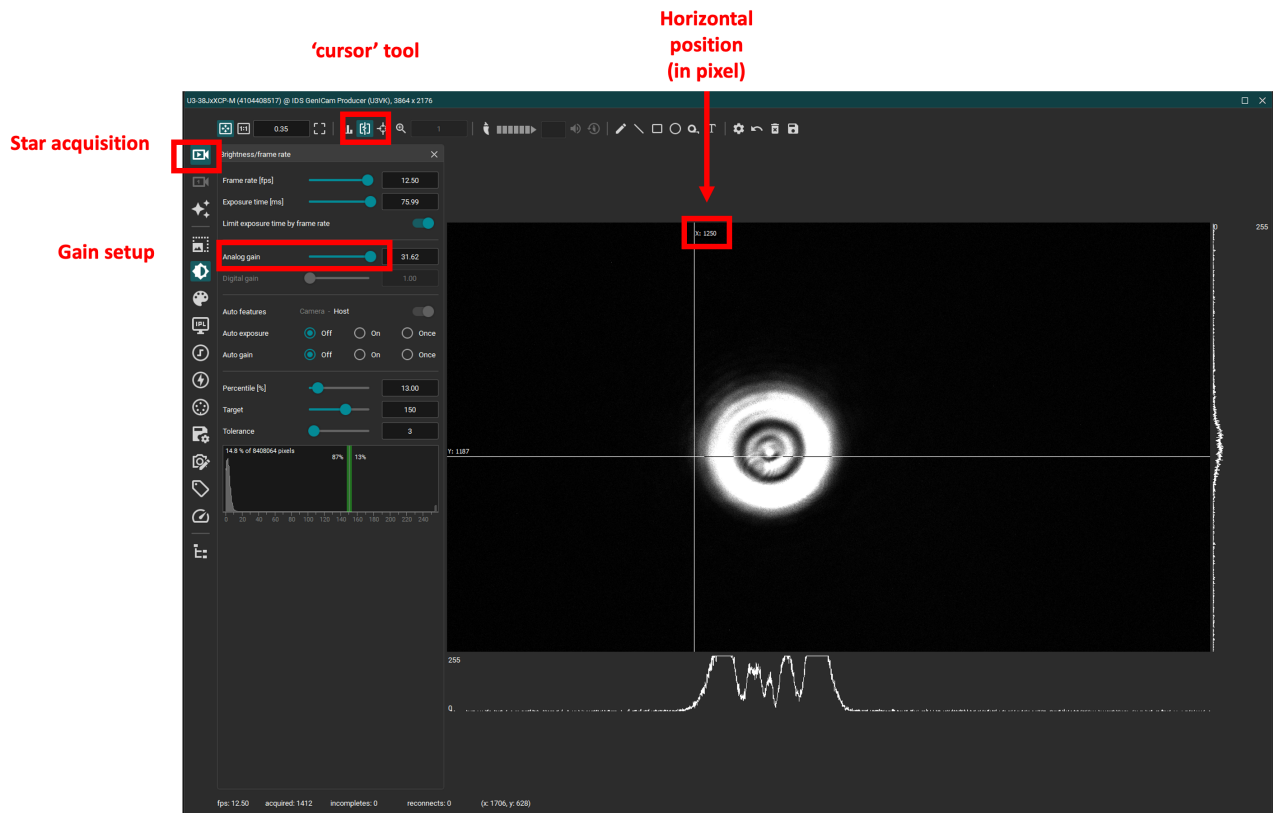 Horizontal
position
(in pixel)
‘cursor’ tool
U3-38JxXCP-M (4104408517) @ IDS GenICam Producer (U3VK), 3864 x 2176
Star acquisition
1:1
0.35
1
T
Brightness/frame rate
Frame rate [fps]
12.50
Exposure time [ms]
75.99
Limit exposure time by frame rate
Gain setup
Analog gain
31.62
Digital gain
1.00
Auto features
Camera - Host
Auto exposure
Off
On
Once
Auto gain
Off
On
Once
IPL
Percentile [%]
13.00
Target
150
Tolerance
3
14.8 % of 8408064 pixels
87%
13%
0 20 40 60 80 100 120 140 160 180 200 220 240
X: 1250
Y: 1187
0
255
255
0
fps: 12.50
acquired: 1412
incompletes: 0
reconnects: 0
(x: 1706, y: 628)